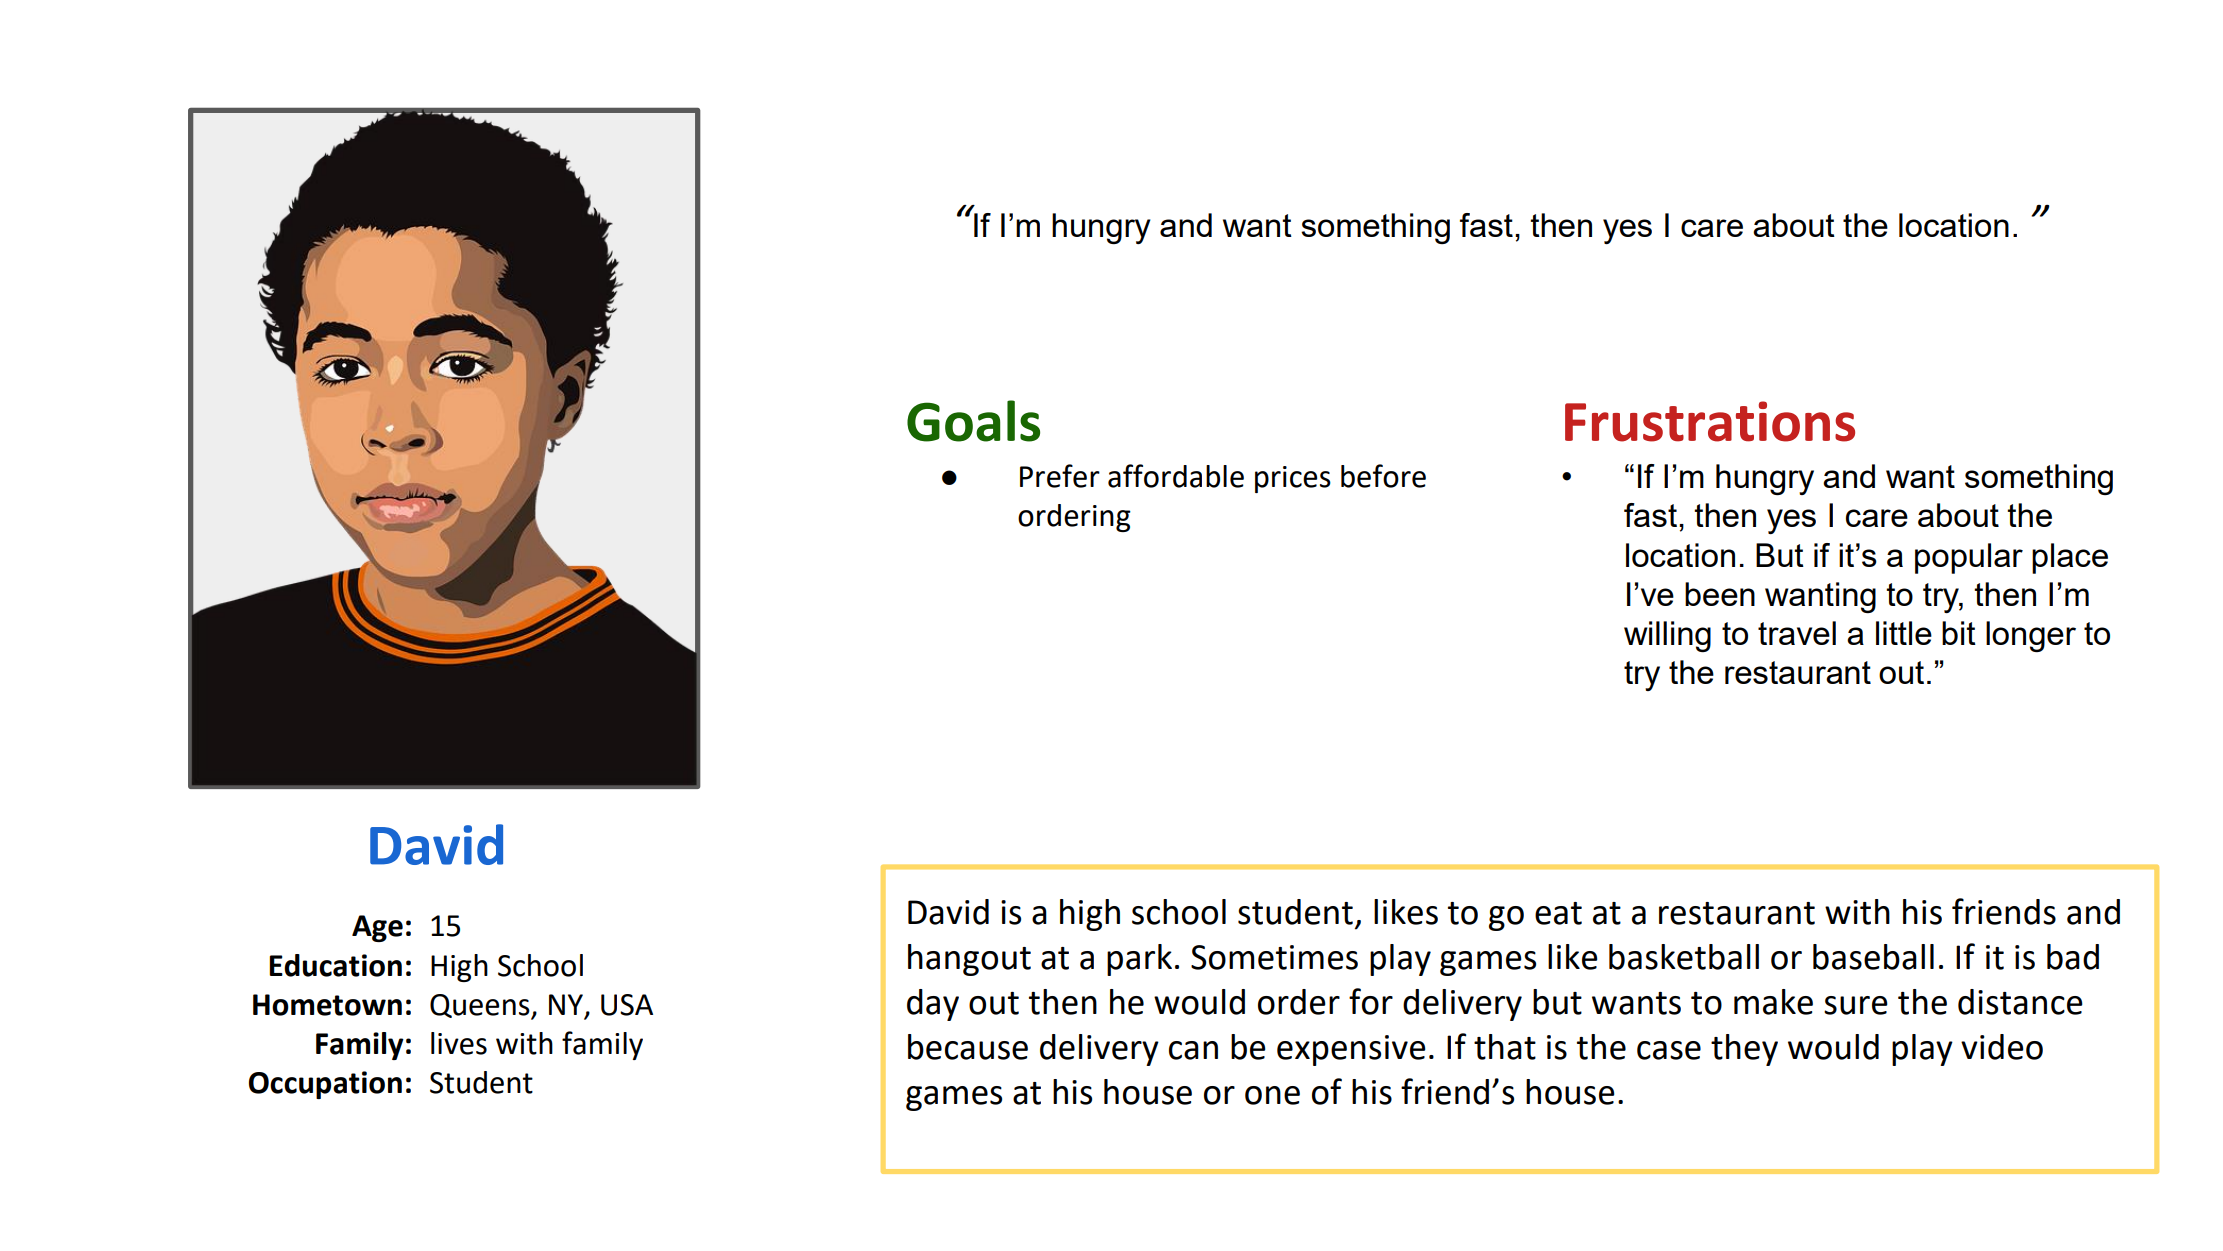 “If I’m hungry and want something fast, then yes I care about the location. ”
Goals
● Prefer affordable prices before
ordering
Frustrations
• “If I’m hungry and want something
fast, then yes I care about the
location. But if it’s a popular place
I’ve been wanting to try, then I’m
willing to travel a little bit longer to
try the restaurant out.”
David
Age: 15
Education: High School
Hometown: Queens, NY, USA
Family: lives with family
Occupation: Student
David is a high school student, likes to go eat at a restaurant with his friends and
hangout at a park. Sometimes play games like basketball or baseball. If it is bad
day out then he would order for delivery but wants to make sure the distance
because delivery can be expensive. If that is the case they would play video
games at his house or one of his friend’s house.